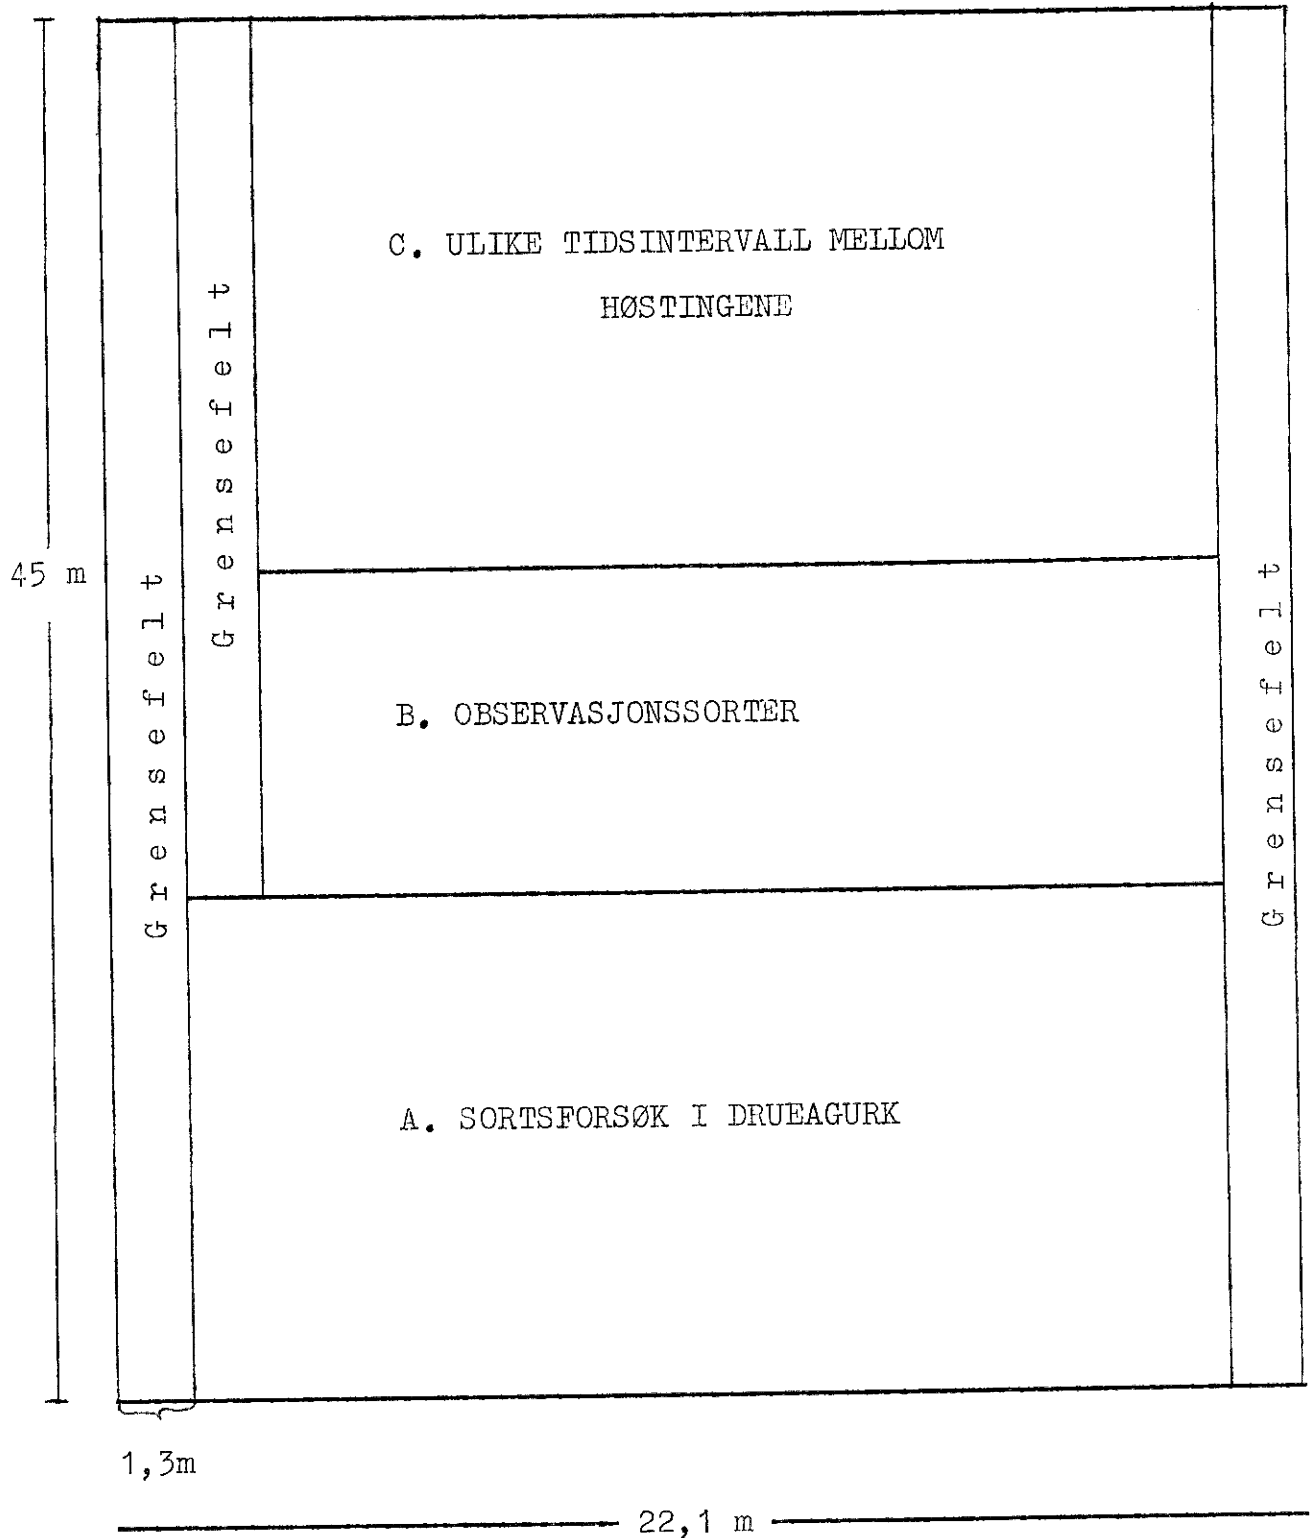 C. ULIKE TIDSINTERVALL MELLOM
HØSTINGENE
Grensefelt
45 m
Grensefelt
Grensefelt
B. OBSERVASJONSSORTER
A. SORTSFORSØK I DRUEAGURK
1,3m
22,1 m